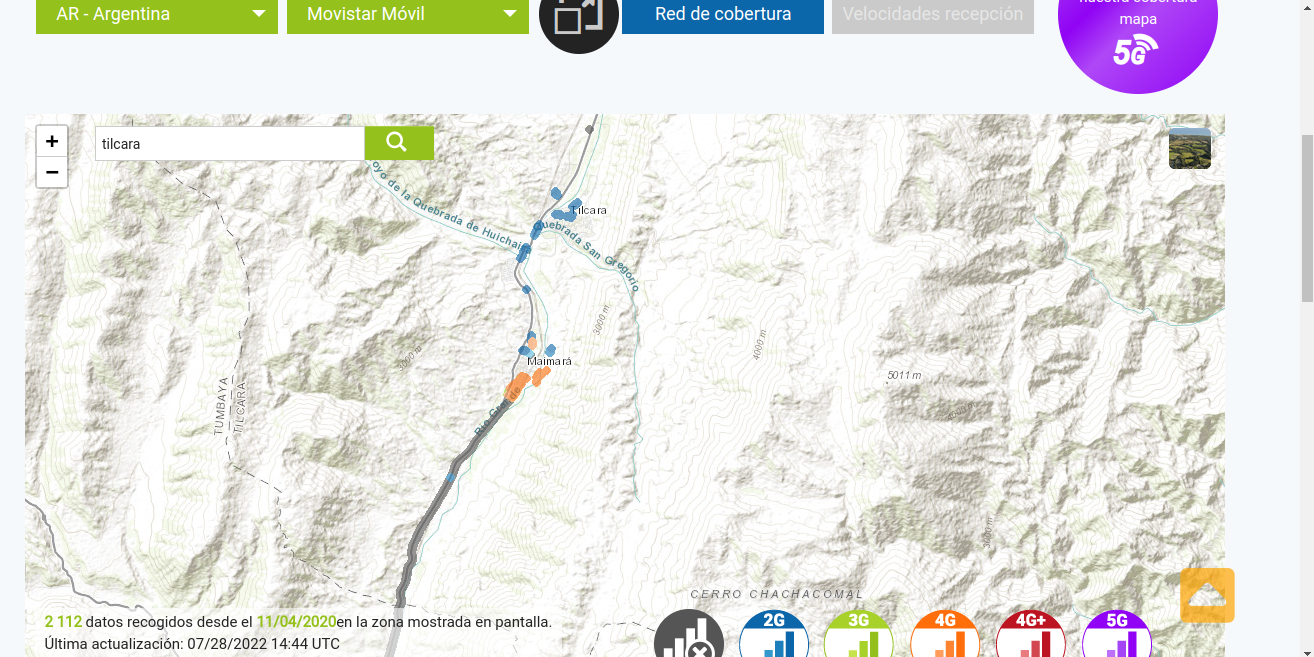 nuestra cobertura
AR - Argentina
Movistar Móvil
Red de cobertura
Velocidades recepción
mapa
5G
+
tilcara
−
oyo de la Quebrada de Huichaira
Tilcara
Quebrada San Gregorio
3000 m
4000 m
3000 m
Maimará
5011 m
4000 m
TUMBAYA
TILCARA
Río Grande
3000 m
CERRO CHACHACOMAL
2 112 datos recogidos desde el 11/04/2020en la zona mostrada en pantalla.
Última actualización: 07/28/2022 14:44 UTC
2G
3G
4G
4G+
5G